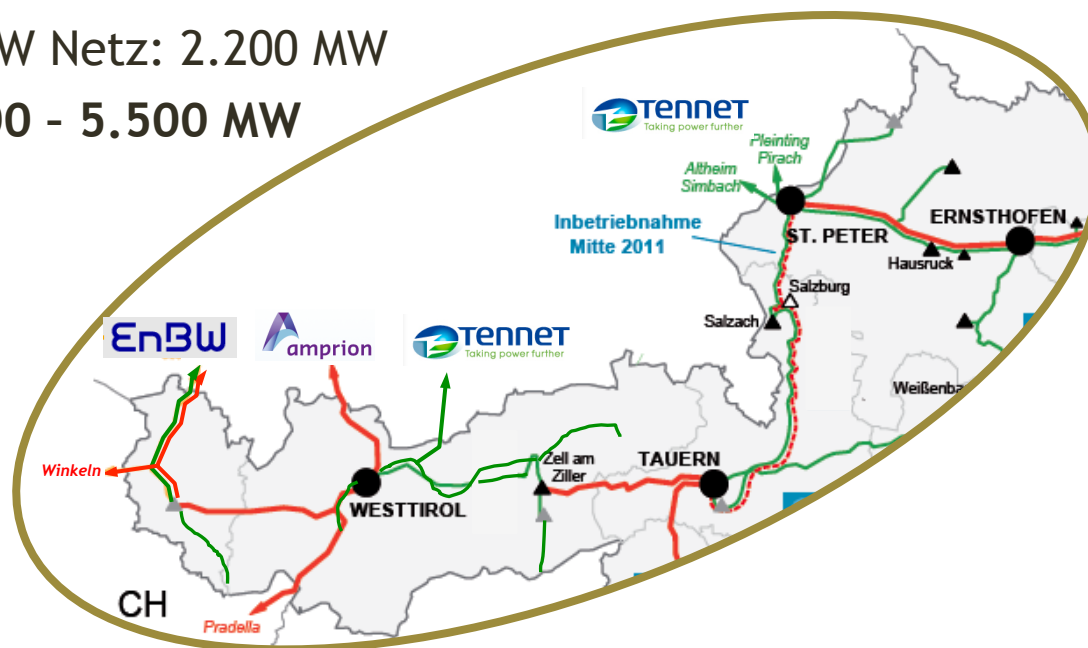 W Netz: 2.200 MW
00 – 5.500 MW
TENNET
Taking power further
Pleinting
Pirach
Altheim
Simbach
Inbetriebnahme
Mitte 2011
ERNSTHOFEN
ST. PETER
Hausruck
Salzburg
Salzach
EnBW
amprion
TENNET
Taking power further
Weißenba
Winkeln
Zell am
Ziller
TAUERN
WESTTIROL
CH
Pradella